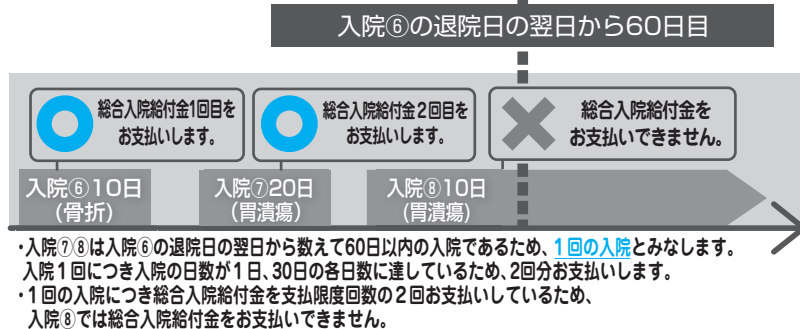 入院⑥の退院日の翌日から60日目
総合入院給付金1回目を
お支払いします。
総合入院給付金2回目を
お支払いします。
総合入院給付金を
お支払いできません。
入院⑥10日
(骨折)
入院⑦20日
(胃潰瘍)
入院⑧10日
(胃潰瘍)
・入院⑦⑧は入院⑥の退院日の翌日から数えて60日以内の入院であるため、1回の入院とみなします。
入院1回につき入院の日数が1日、30日の各日数に達しているため、2回分お支払いします。
・1回の入院につき総合入院給付金を支払限度回数の2回お支払いしているため、
入院⑧では総合入院給付金をお支払いできません。